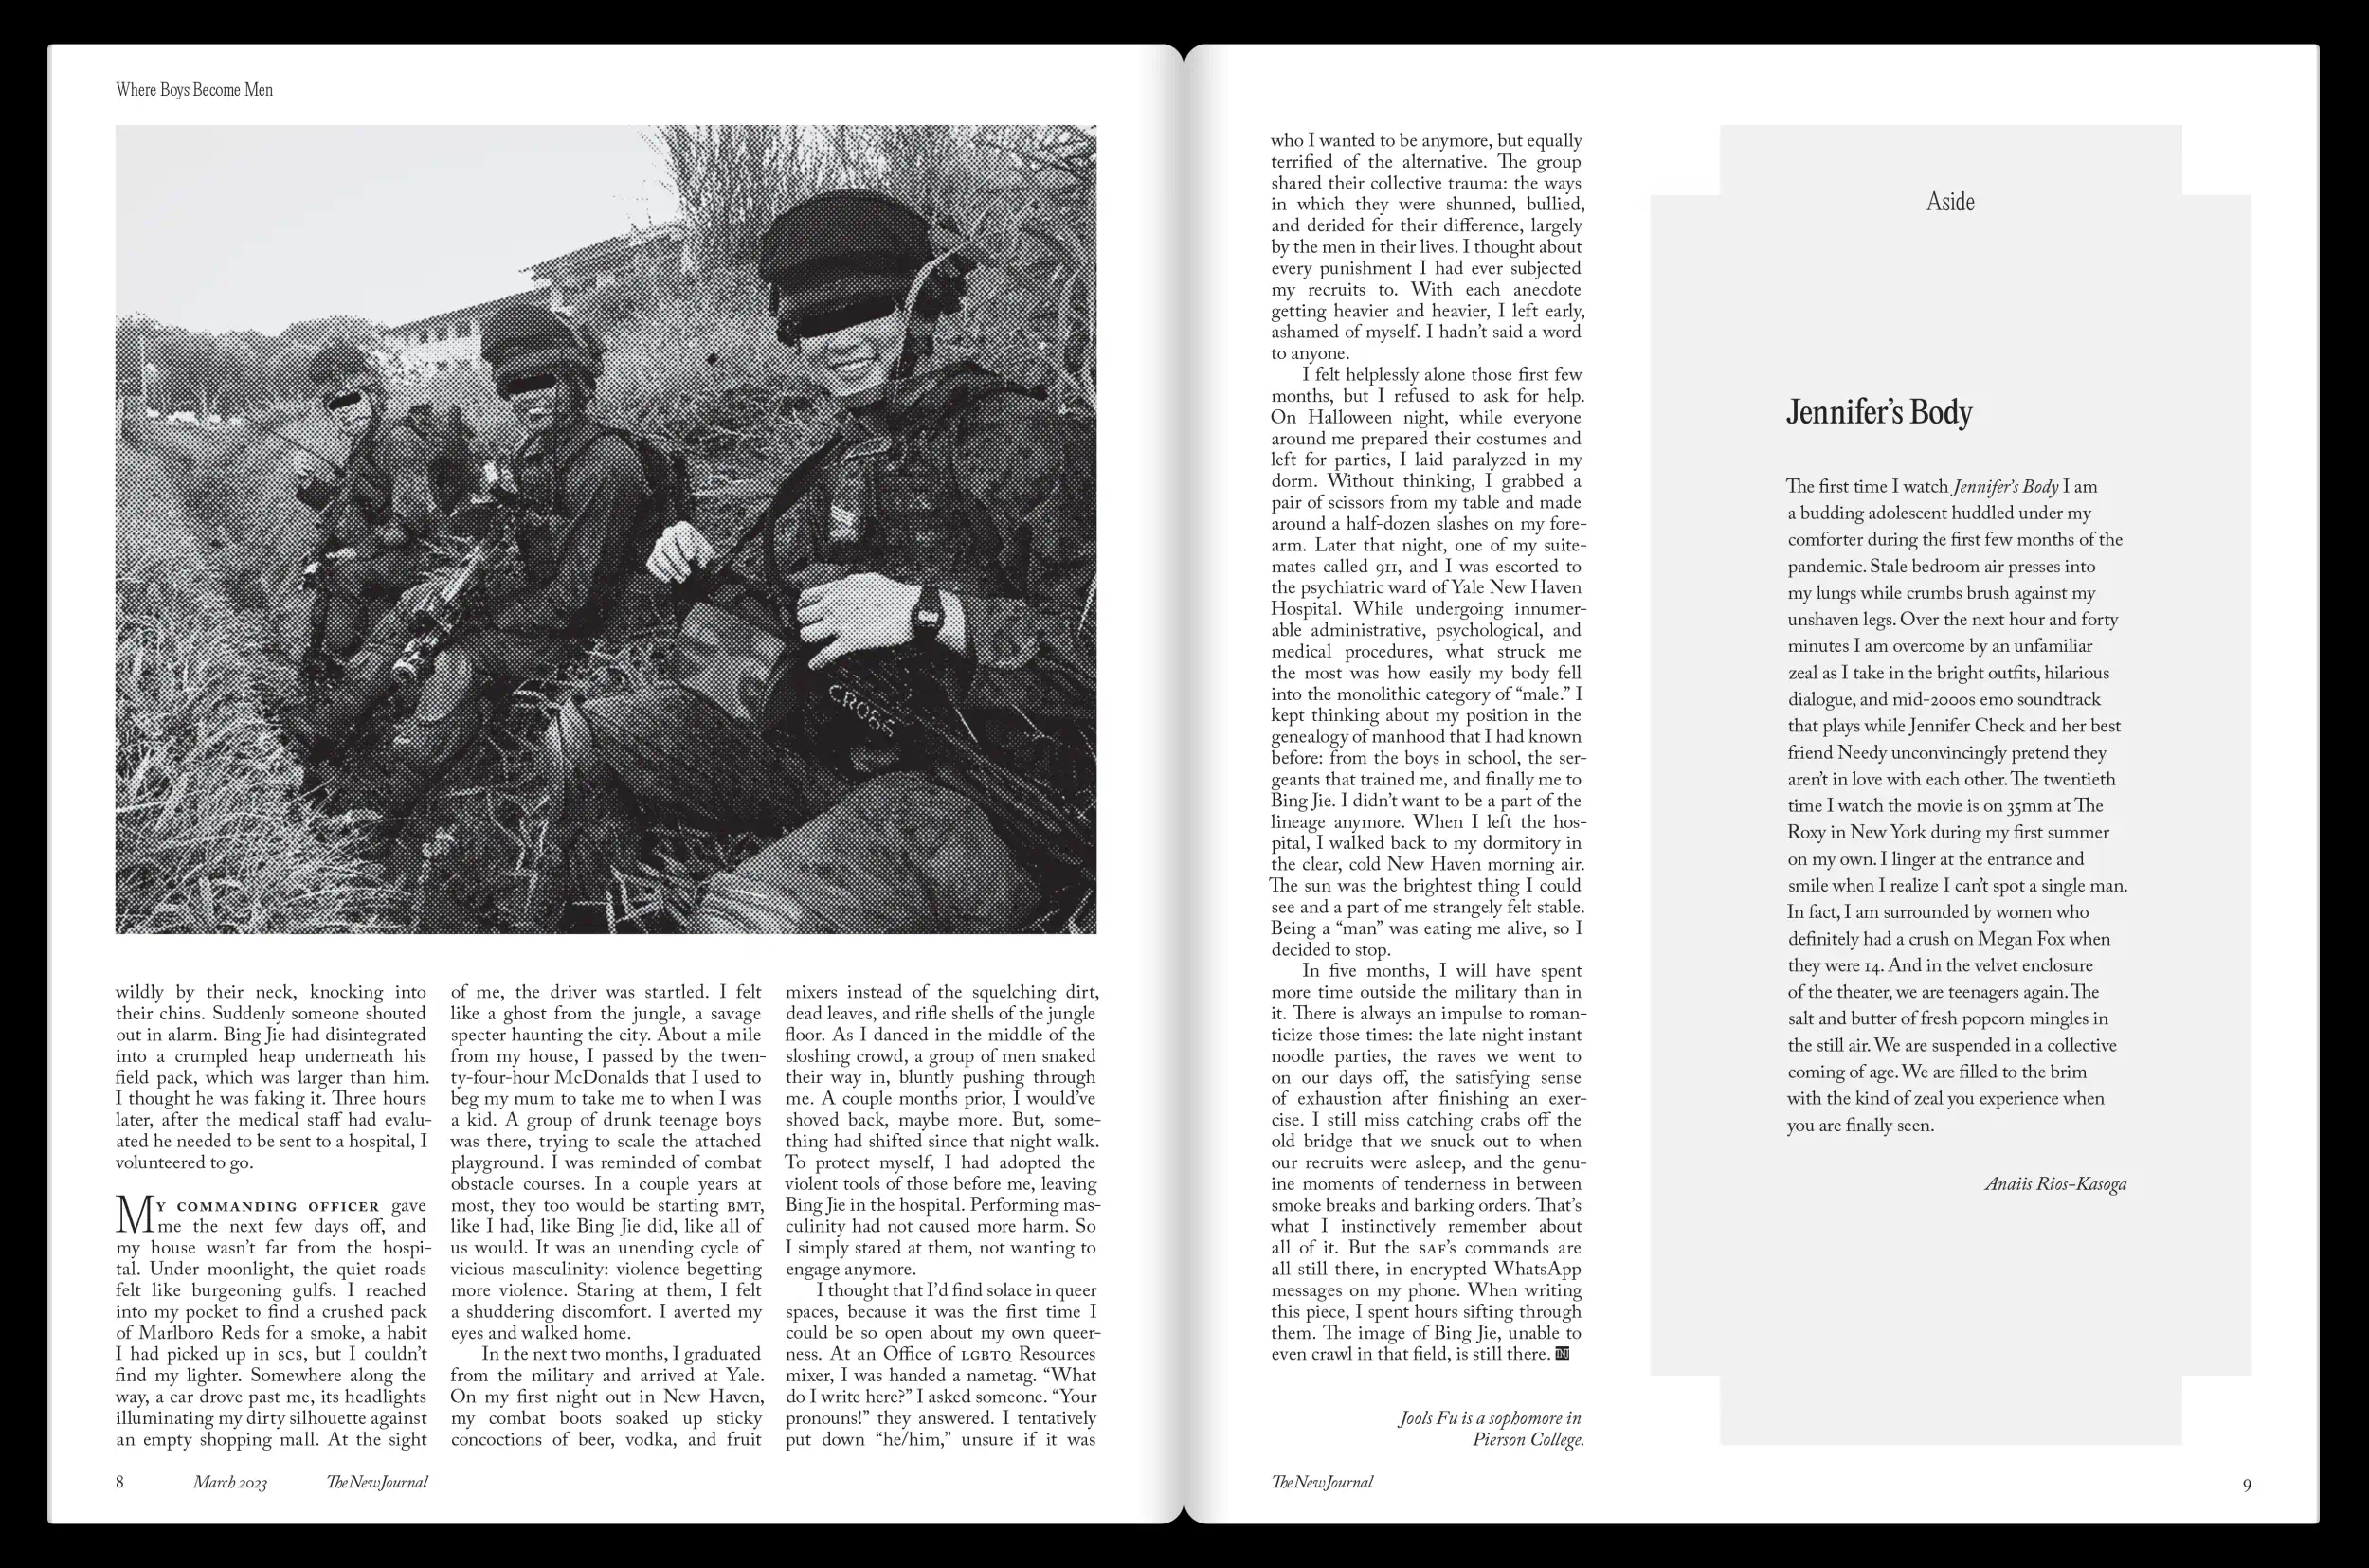 Where Boys Become Men
CROSS
wildly by their neck, knocking into
their chins. Suddenly someone shouted
out in alarm. Bing Jie had disintegrated
into a crumpled heap underneath his
field pack, which was larger than him.
I thought he was faking it. Three hours
later, after the medical staff had evalu-
ated he needed to be sent to a hospital, I
volunteered to go.
MY COMMANDING OFFICER gave
me the next few days off, and
my house wasn't far from the hospi-
tal. Under moonlight, the quiet roads
felt like burgeoning gulfs. I reached
into my pocket to find a crushed pack
of Marlboro Reds for a smoke, a habit
I had picked up in SCS, but I couldn't
find my lighter. Somewhere along the
way, a car drove past me, its headlights
illuminating my dirty silhouette against
an empty shopping mall. At the sight
of me, the driver was startled. I felt
like a ghost from the jungle, a savage
specter haunting the city. About a mile
from my house, I passed by the twen-
ty-four-hour McDonalds that I used to
beg my mum to take me to when I was
a kid. A group of drunk teenage boys
was there, trying to scale the attached
playground. I was reminded of combat
obstacle courses. In a couple years at
most, they too would be starting BMT,
like I had, like Bing Jie did, like all of
us would. It was an unending cycle of
vicious masculinity: violence begetting
more violence. Staring at them, I felt
a shuddering discomfort. I averted my
eyes and walked home.
In the next two months, I graduated
from the military and arrived at Yale.
On my first night out in New Haven,
my combat boots soaked up sticky
concoctions of beer, vodka, and fruit
mixers instead of the squelching dirt,
dead leaves, and rifle shells of the jungle
floor. As I danced in the middle of the
sloshing crowd, a group of men snaked
their way in, bluntly pushing through
me. A couple months prior, I would've
shoved back, maybe more. But, some-
thing had shifted since that night walk.
To protect myself, I had adopted the
violent tools of those before me, leaving
Bing Jie in the hospital. Performing mas-
culinity had not caused more harm. So
I simply stared at them, not wanting to
engage anymore.
I thought that I'd find solace in queer
spaces, because it was the first time I
could be so open about my own queer-
ness. At an Office of LGBTQ Resources
mixer, I was handed a nametag. “What
do I write here?” I asked someone. “Your
pronouns!” they answered. I tentatively
put down “he/him,” unsure if it was
8 March 2023 The New Journal
who I wanted to be anymore, but equally
terrified of the alternative. The group
shared their collective trauma: the ways
in which they were shunned, bullied,
and derided for their difference, largely
by the men in their lives. I thought about
every punishment I had ever subjected
my recruits to. With each anecdote
getting heavier and heavier, I left early,
ashamed of myself. I hadn't said a word
to anyone.
I felt helplessly alone those first few
months, but I refused to ask for help.
On Halloween night, while everyone
around me prepared their costumes and
left for parties, I laid paralyzed in my
dorm. Without thinking, I grabbed a
pair of scissors from my table and made
around a half-dozen slashes on my fore-
arm. Later that night, one of my suite-
mates called 911, and I was escorted to
the psychiatric ward of Yale New Haven
Hospital. While undergoing innumer-
able administrative, psychological, and
medical procedures, what struck me
the most was how easily my body fell
into the monolithic category of “male.” I
kept thinking about my position in the
genealogy of manhood that I had known
before: from the boys in school, the ser-
geants that trained me, and finally me to
Bing Jie. I didn't want to be a part of the
lineage anymore. When I left the hos-
pital, I walked back to my dormitory in
the clear, cold New Haven morning air.
The sun was the brightest thing I could
see and a part of me strangely felt stable.
Being a “man” was eating me alive, so I
decided to stop.
In five months, I will have spent
more time outside the military than in
it. There is always an impulse to roman-
ticize those times: the late night instant
noodle parties, the raves we went to
on our days off, the satisfying sense
of exhaustion after finishing an exer-
cise. I still miss catching crabs off the
old bridge that we snuck out to when
our recruits were asleep, and the genu-
ine moments of tenderness in between
smoke breaks and barking orders. That's
what I instinctively remember about
all of it. But the SAF's commands are
all still there, in encrypted WhatsApp
messages on my phone. When writing
this piece, I spent hours sifting through
them. The image of Bing Jie, unable to
even crawl in that field, is still there. TNJ
Jools Fu is a sophomore in
Pierson College.
The New Journal
Aside
Jennifer's Body
The first time I watch Jennifer's Body I am
a budding adolescent huddled under my
comforter during the first few months of the
pandemic. Stale bedroom air presses into
my lungs while crumbs brush against my
unshaven legs. Over the next hour and forty
minutes I am overcome by an unfamiliar
zeal as I take in the bright outfits, hilarious
dialogue, and mid-2000s emo soundtrack
that plays while Jennifer Check and her best
friend Needy unconvincingly pretend they
aren't in love with each other. The twentieth
time I watch the movie is on 35mm at The
Roxy in New York during my first summer
on my own. I linger at the entrance and
smile when I realize I can't spot a single man.
In fact, I am surrounded by women who
definitely had a crush on Megan Fox when
they were 14. And in the velvet enclosure
of the theater, we are teenagers again. The
salt and butter of fresh popcorn mingles in
the still air. We are suspended in a collective
coming of age. We are filled to the brim
with the kind of zeal you experience when
you are finally seen.
Anaiis Rios-Kasoga
9